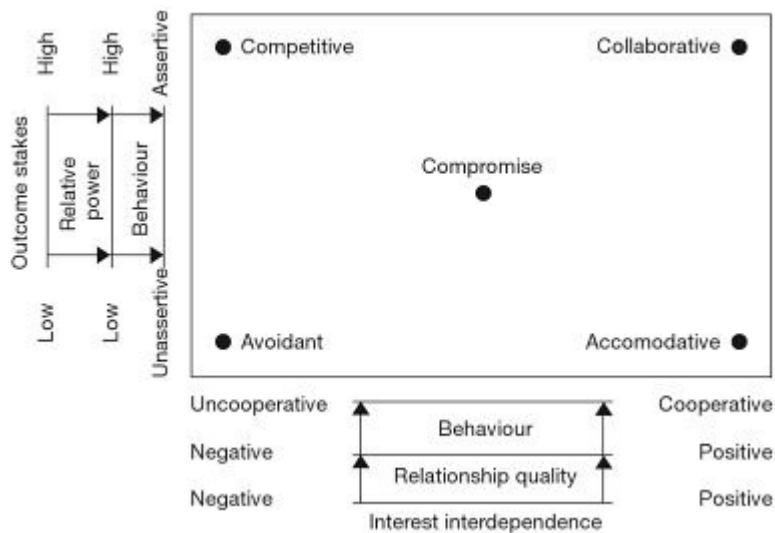 High High Assertive
Competitive Collaborative
Outcome stakes
Relative
power
Behaviour
Compromise
Low Low Unassertive
Avoidant Accomodative
Uncooperative Cooperative
Behaviour
Negative Positive
Relationship quality
Negative Positive
Interest interdependence